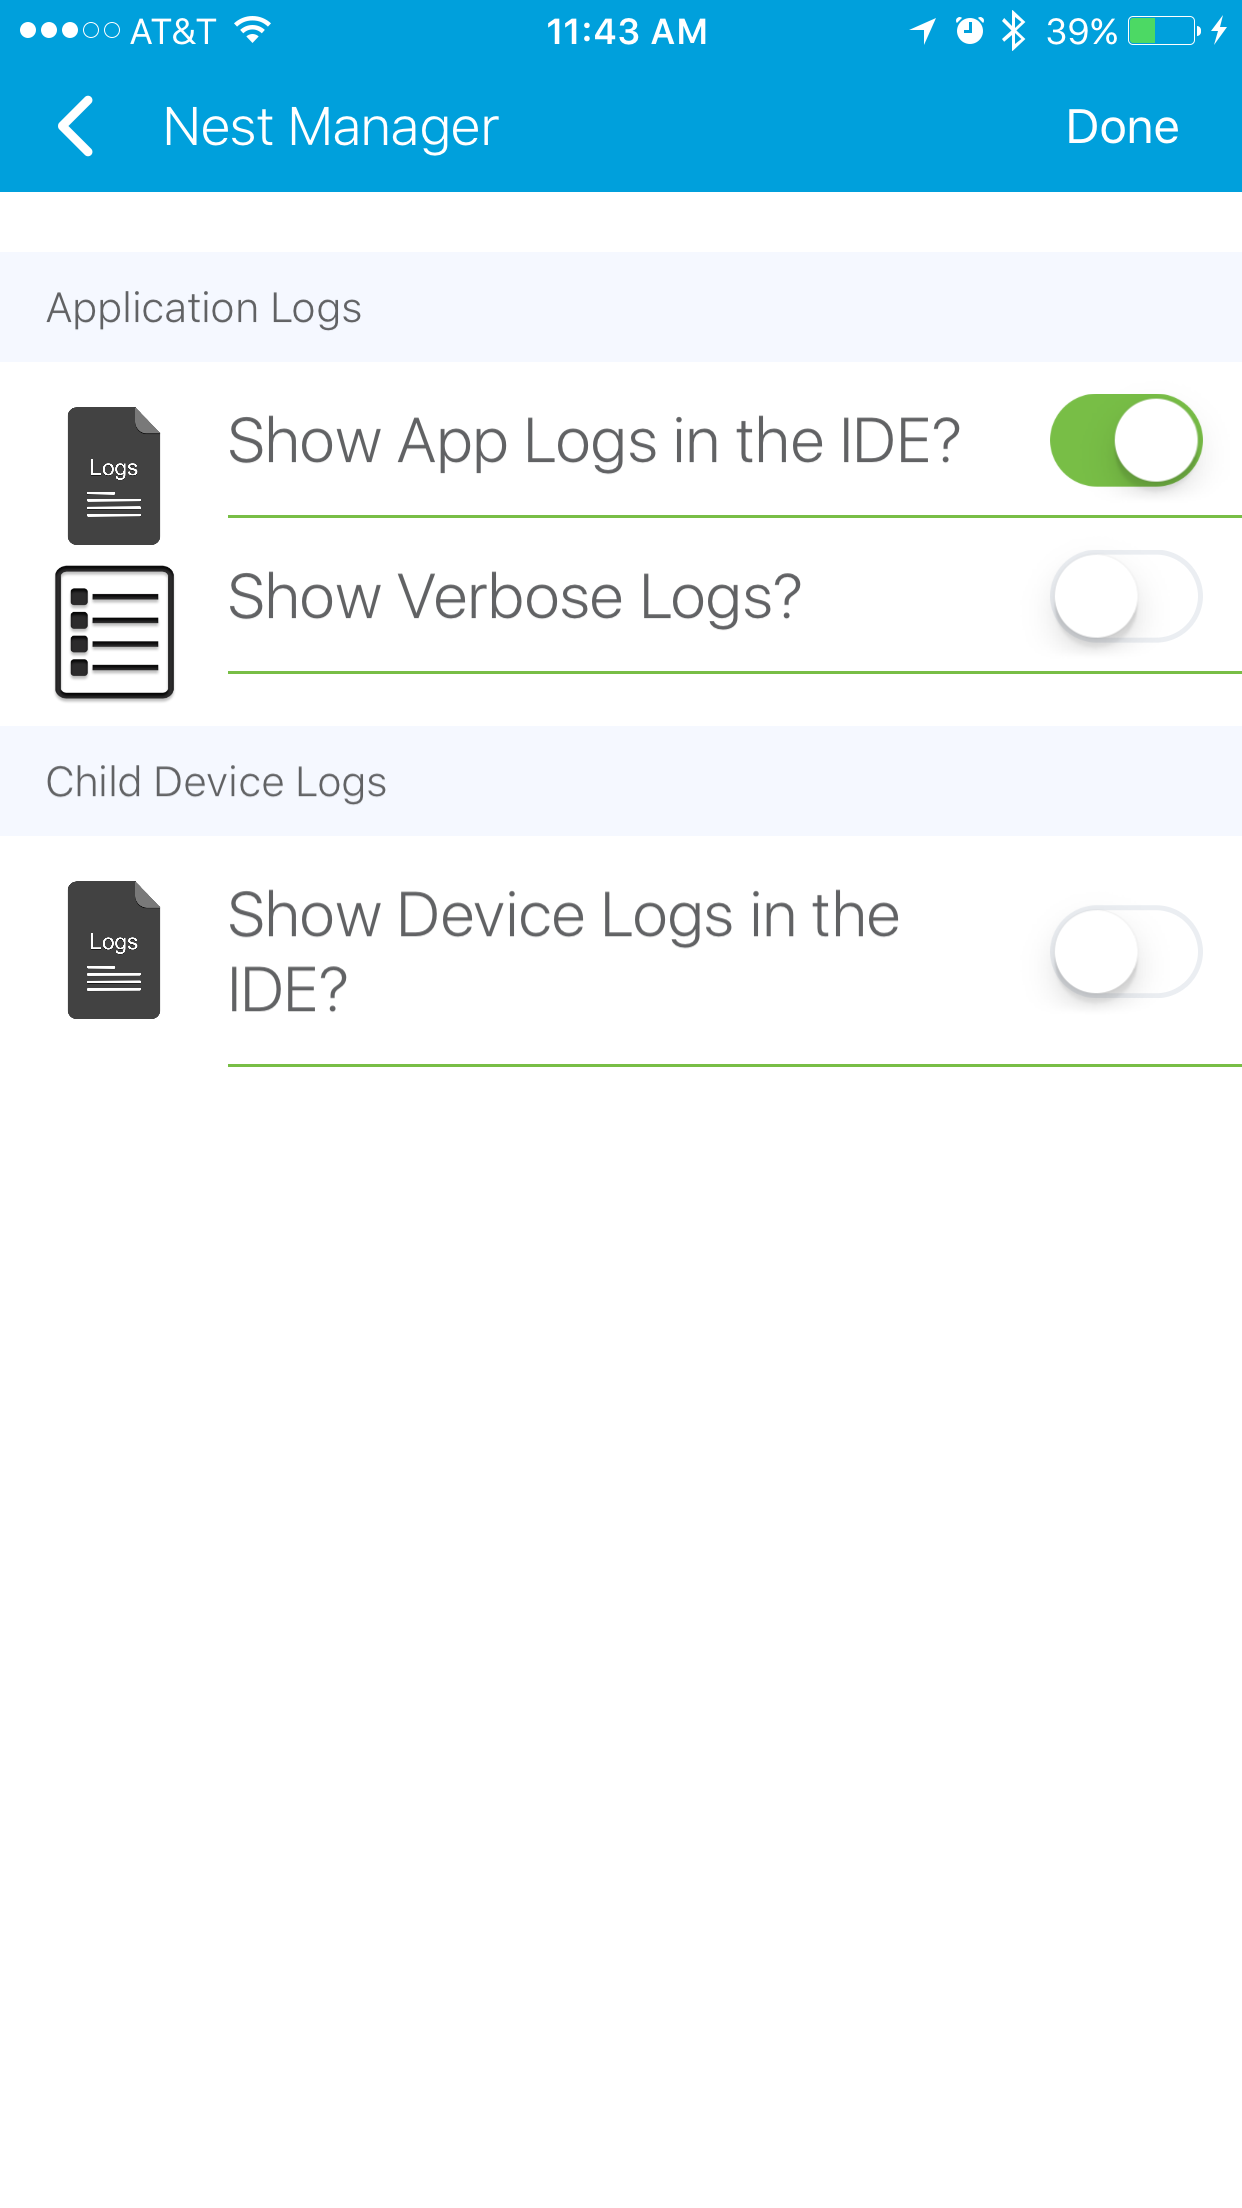 AT&T 11:43 AM 39%
Nest Manager Done
Application Logs
Logs
Show App Logs in the IDE?
Show Verbose Logs?
Child Device Logs
Logs
Show Device Logs in the
IDE?